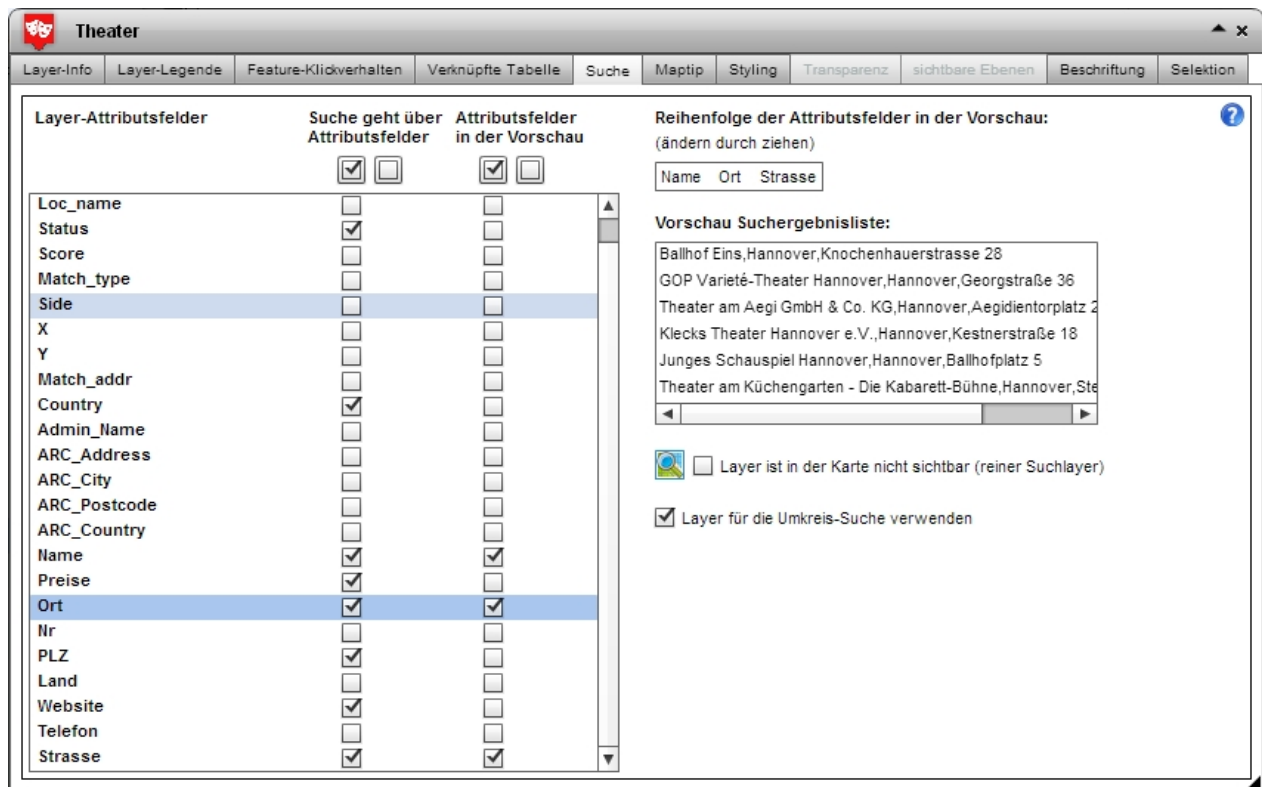 Theater
Layer-Info Layer-Legende Feature-Klickverhalten Verknüpfte Tabelle Suche Maptip Styling Transparenz sichtbare Ebenen Beschriftung Selektion
Layer-Attributsfelder
Suche geht über
Attributsfelder
Attributsfelder
in der Vorschau
Loc_name
Status
Score
Match_type
Side
X
Y
Match_addr
Country
Admin_Name
ARC_Address
ARC_City
ARC_Postcode
ARC_Country
Name
Preise
Ort
Nr
PLZ
Land
Website
Telefon
Strasse
Reihenfolge der Attributsfelder in der Vorschau:
(ändern durch ziehen)
Name Ort Strasse
Vorschau Suchergebnisliste:
Ballhof Eins,Hannover,Knochenhauerstrasse 28
GOP Varieté-Theater Hannover,Hannover,Georgstraße 36
Theater am Aegi GmbH & Co. KG,Hannover,Aegidientorplatz 2
Klecks Theater Hannover e.V.,Hannover,Kestnerstraße 18
Junges Schauspiel Hannover,Hannover,Ballhofplatz 5
Theater am Küchengarten - Die Kabarett-Bühne,Hannover,Ste
Layer ist in der Karte nicht sichtbar (reiner Suchlayer)
Layer für die Umkreis-Suche verwenden